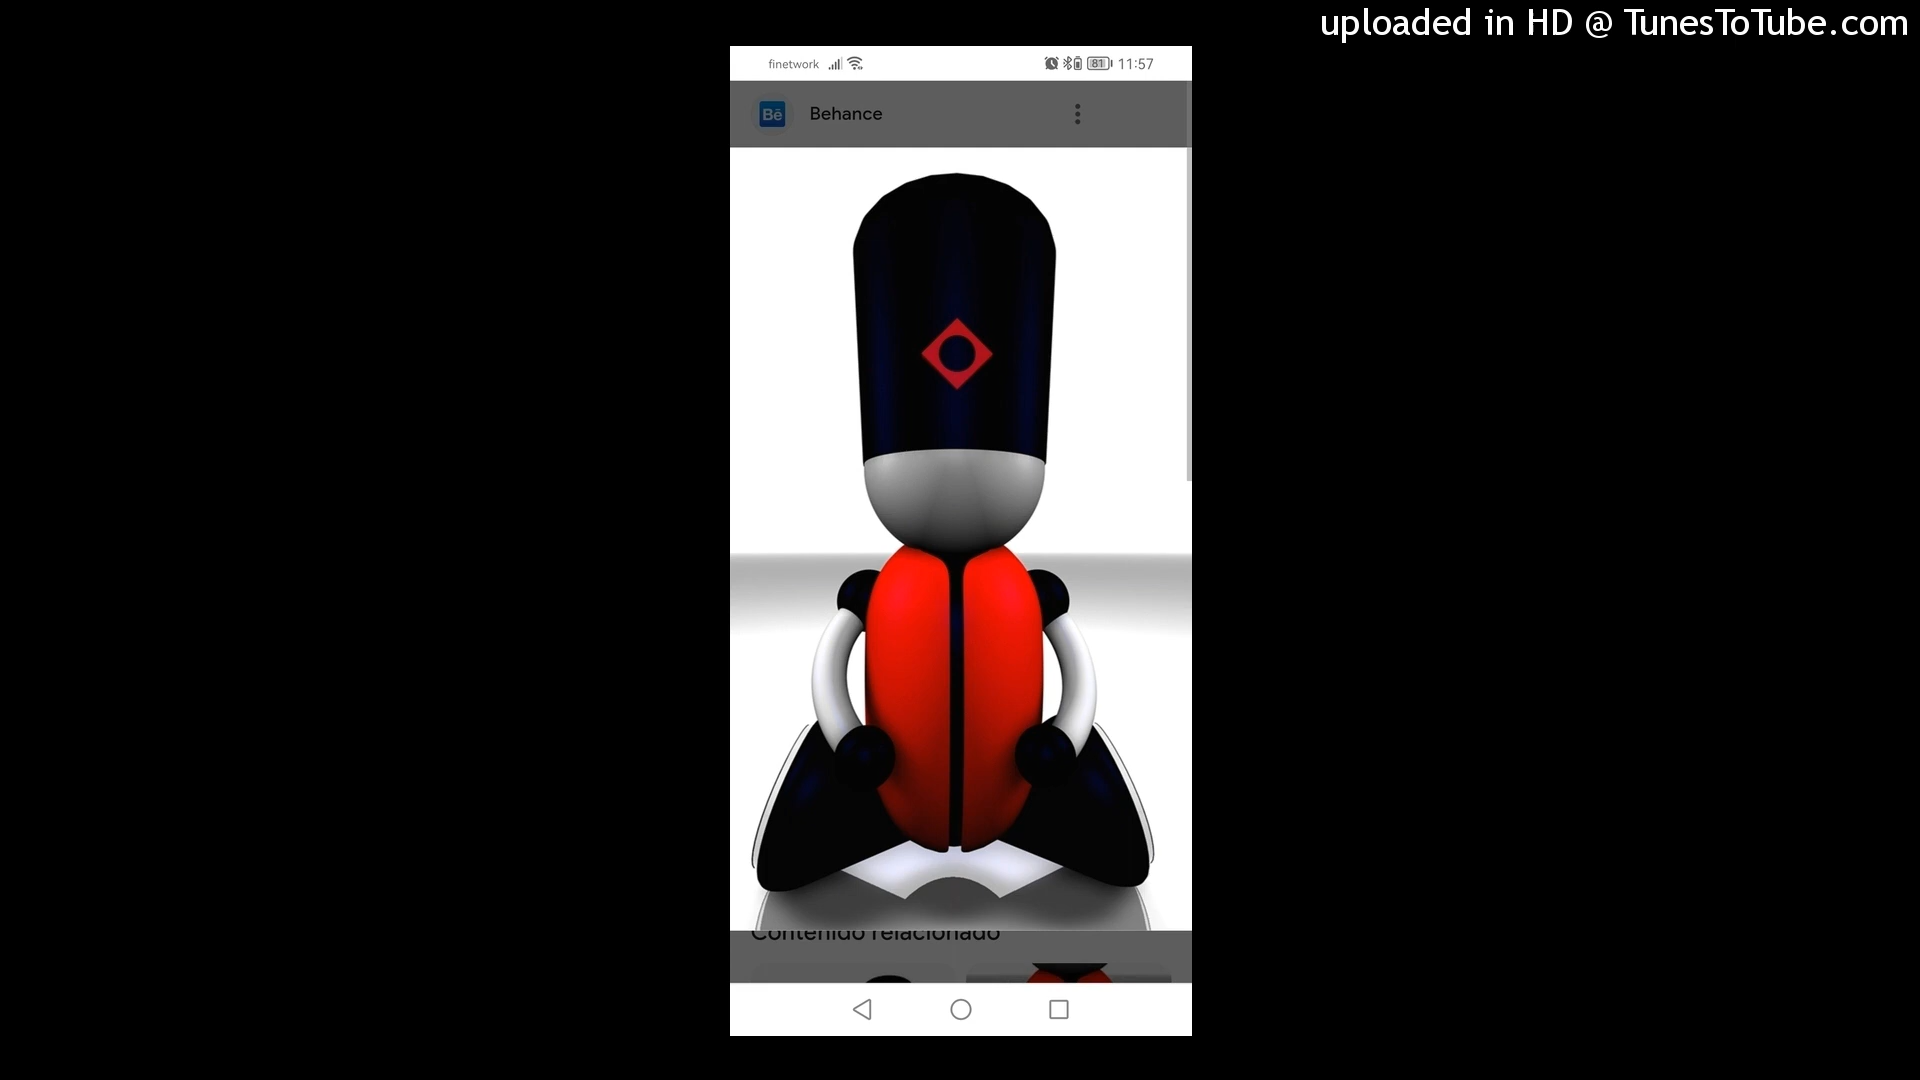 uploaded in HD @ TunesToTube.com
finetwork 81 11:57
Bē Behance
Contenido relacionado